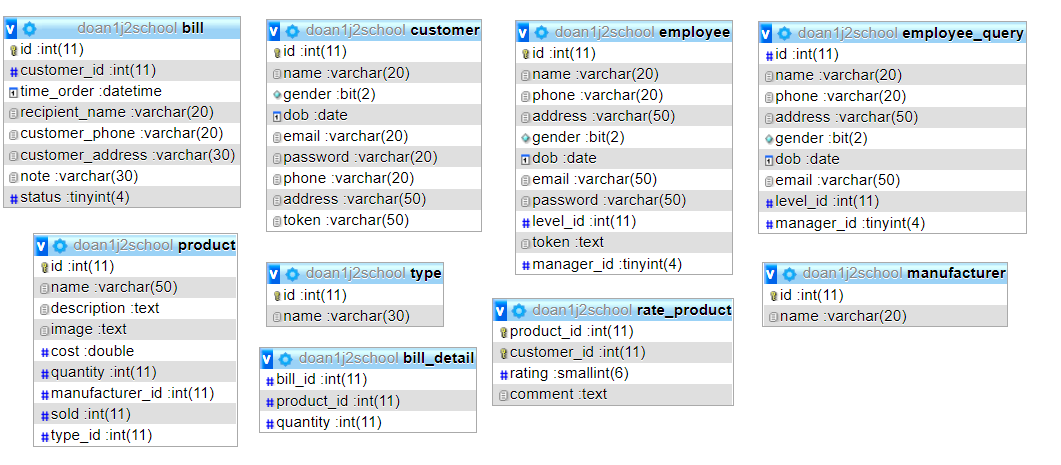 doan1j2school bill
id :int(11)
customer_id :int(11)
time_order :datetime
recipient_name :varchar(20)
customer_phone :varchar(20)
customer_address :varchar(30)
note :varchar(30)
status :tinyint(4)
doan1j2school customer
id :int(11)
name :varchar(20)
gender :bit(2)
dob :date
email :varchar(20)
password :varchar(20)
phone :varchar(20)
address :varchar(50)
token :varchar(50)
doan1j2school employee
id :int(11)
name :varchar(20)
phone :varchar(20)
address :varchar(50)
gender :bit(2)
dob :date
email :varchar(50)
password :varchar(50)
level_id :int(11)
token :text
manager_id :tinyint(4)
doan1j2school employee_query
id :int(11)
name :varchar(20)
phone :varchar(20)
address :varchar(50)
gender :bit(2)
dob :date
email :varchar(50)
level_id :int(11)
manager_id :tinyint(4)
doan1j2school product
id :int(11)
name :varchar(50)
description :text
image :text
cost :double
quantity :int(11)
manufacturer_id :int(11)
sold :int(11)
type_id :int(11)
doan1j2school type
id :int(11)
name :varchar(30)
doan1j2school bill_detail
bill_id :int(11)
product_id :int(11)
quantity :int(11)
doan1j2school rate_product
product_id :int(11)
customer_id :int(11)
rating :smallint(6)
comment :text
doan1j2school manufacturer
id :int(11)
name :varchar(20)